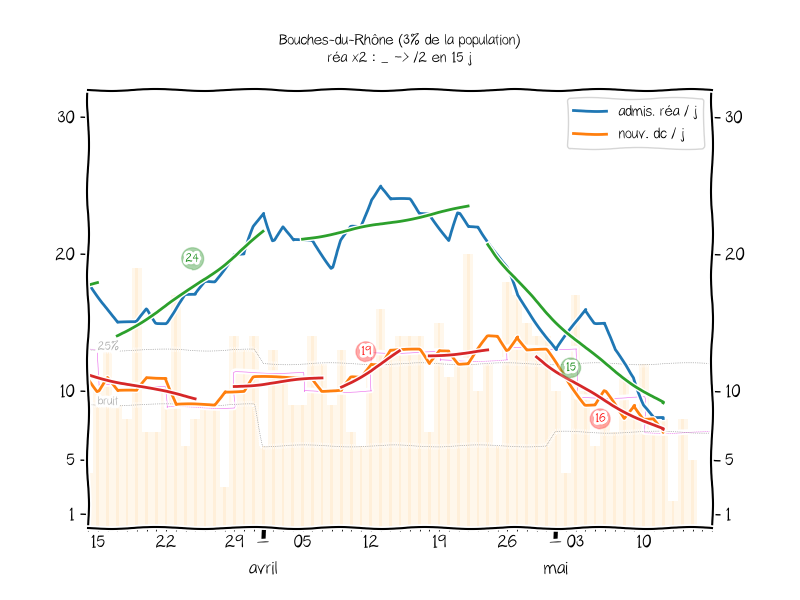 Bouches-du-Rhône (3% de la population)
réa x2 : _ -> /2 en 15 j
admis. réa / j
nouv. dc / j
30
30
20
20
10
10
5
5
1
1
24
19
15
16
25%
bruit
15 22 29 05 12 19 26 03 10
avril mai